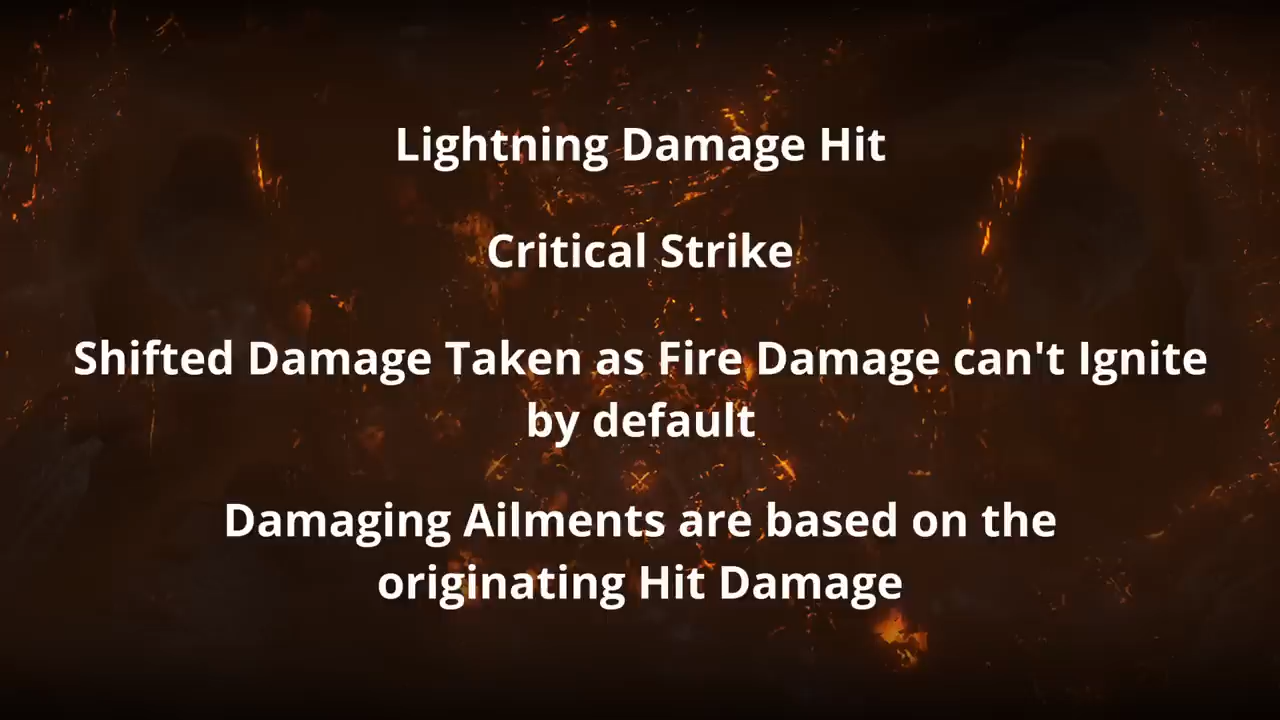 Lightning Damage Hit
Critical Strike
Shifted Damage Taken as Fire Damage can't Ignite
by default
Damaging Ailments are based on the
originating Hit Damage